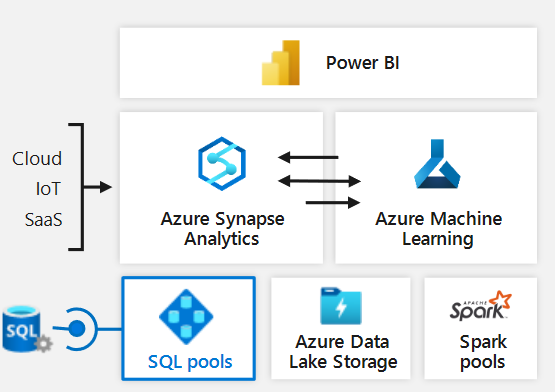 Power BI
Cloud
IoT
SaaS
Azure Synapse
Analytics
Azure Machine
Learning
SQL
SQL pools
Azure Data
Lake Storage
APACHE
Spark
Spark
pools